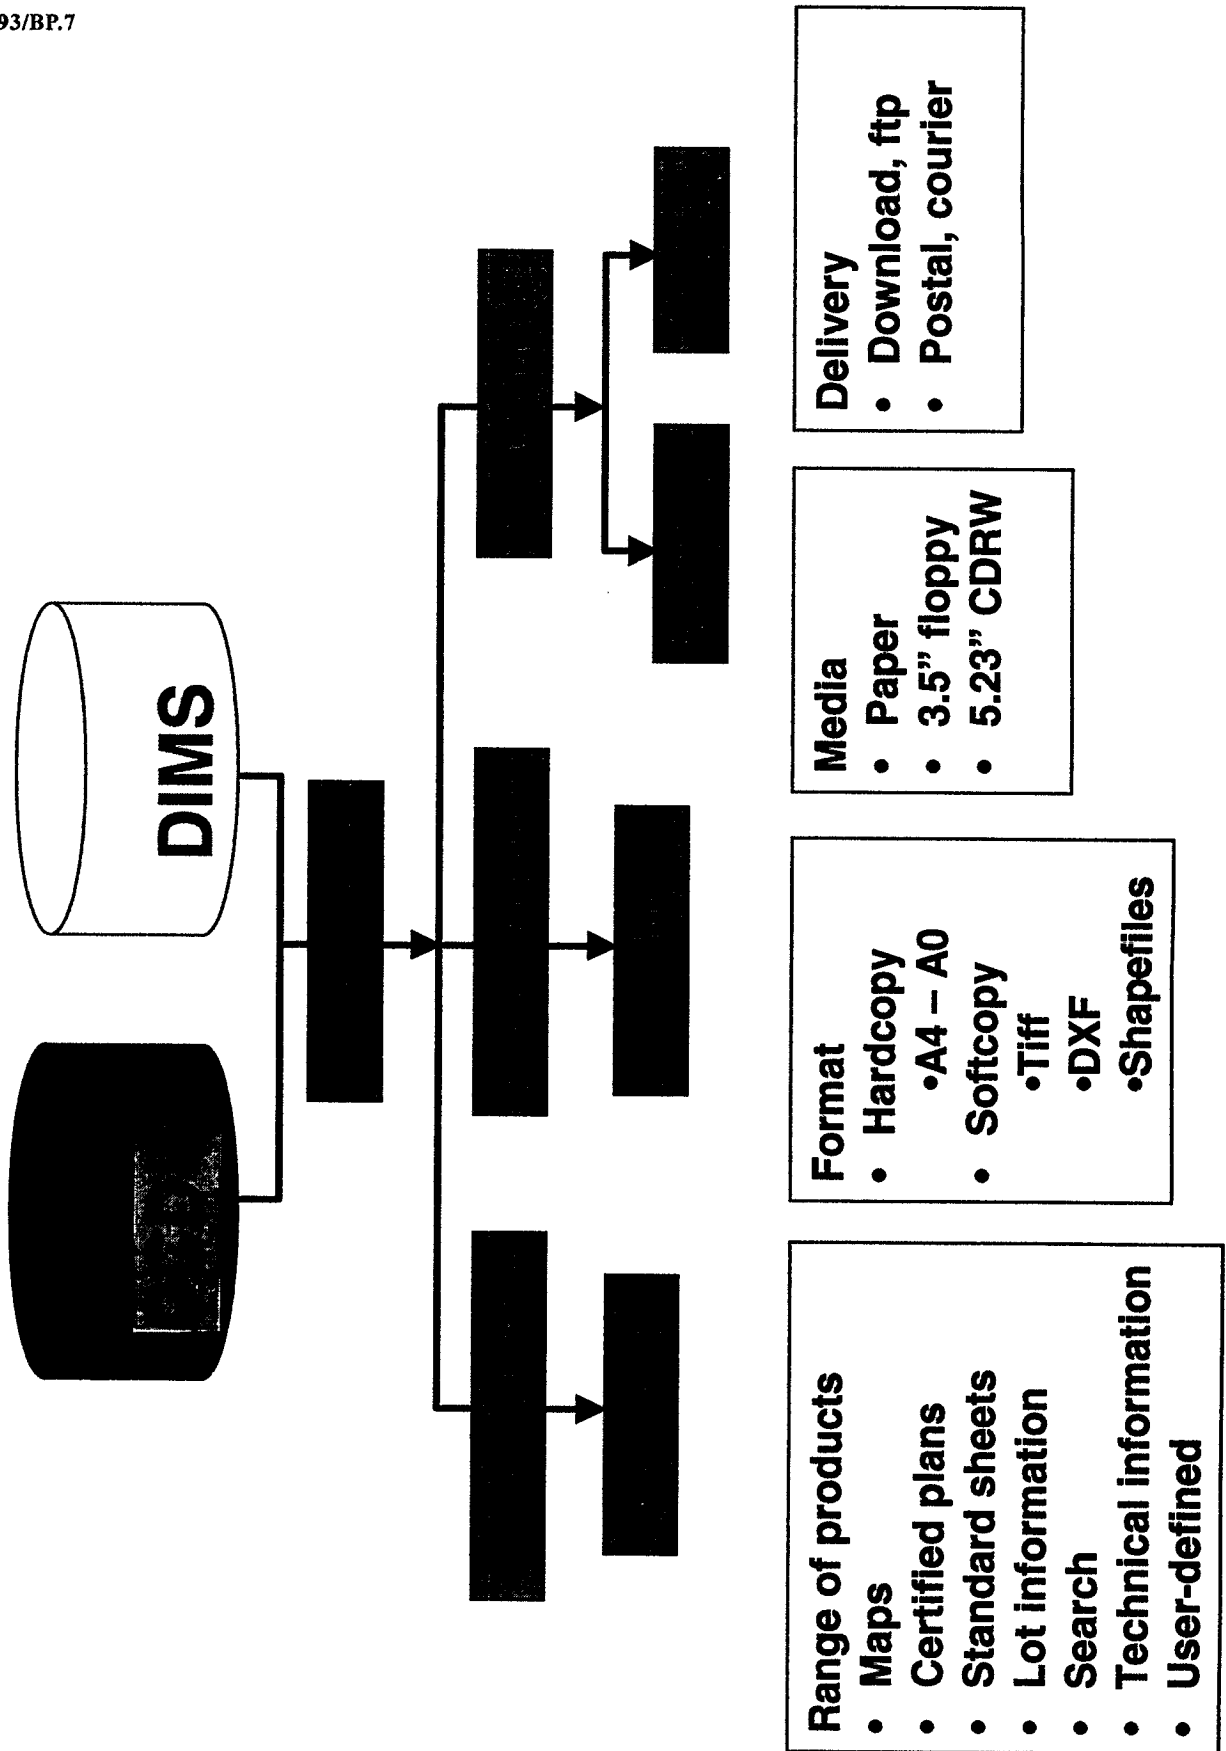 93/BP.7
DIMS
Range of products
• Maps
• Certified plans
• Standard sheets
• Lot information
• Search
• Technical information
• User-defined
Format
• Hardcopy
•A4 – A0
• Softcopy
•Tiff
•DXF
•Shapefiles
Media
• Paper
• 3.5” floppy
• 5.23” CDRW
Delivery
• Download, ftp
• Postal, courier